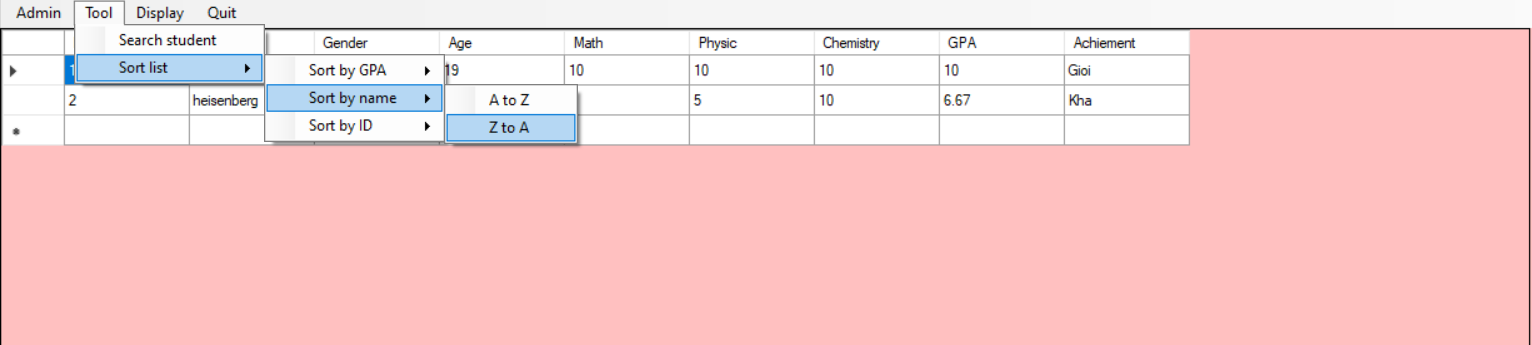 Admin Tool Display Quit
Search student
Gender Age Math Physic Chemistry GPA Achiement
Sort list
Sort by GPA
1 19 10 10 10 10 Gioi
2 heisenberg
Sort by name
A to Z
5 10 6.67 Kha
Sort by ID
Z to A